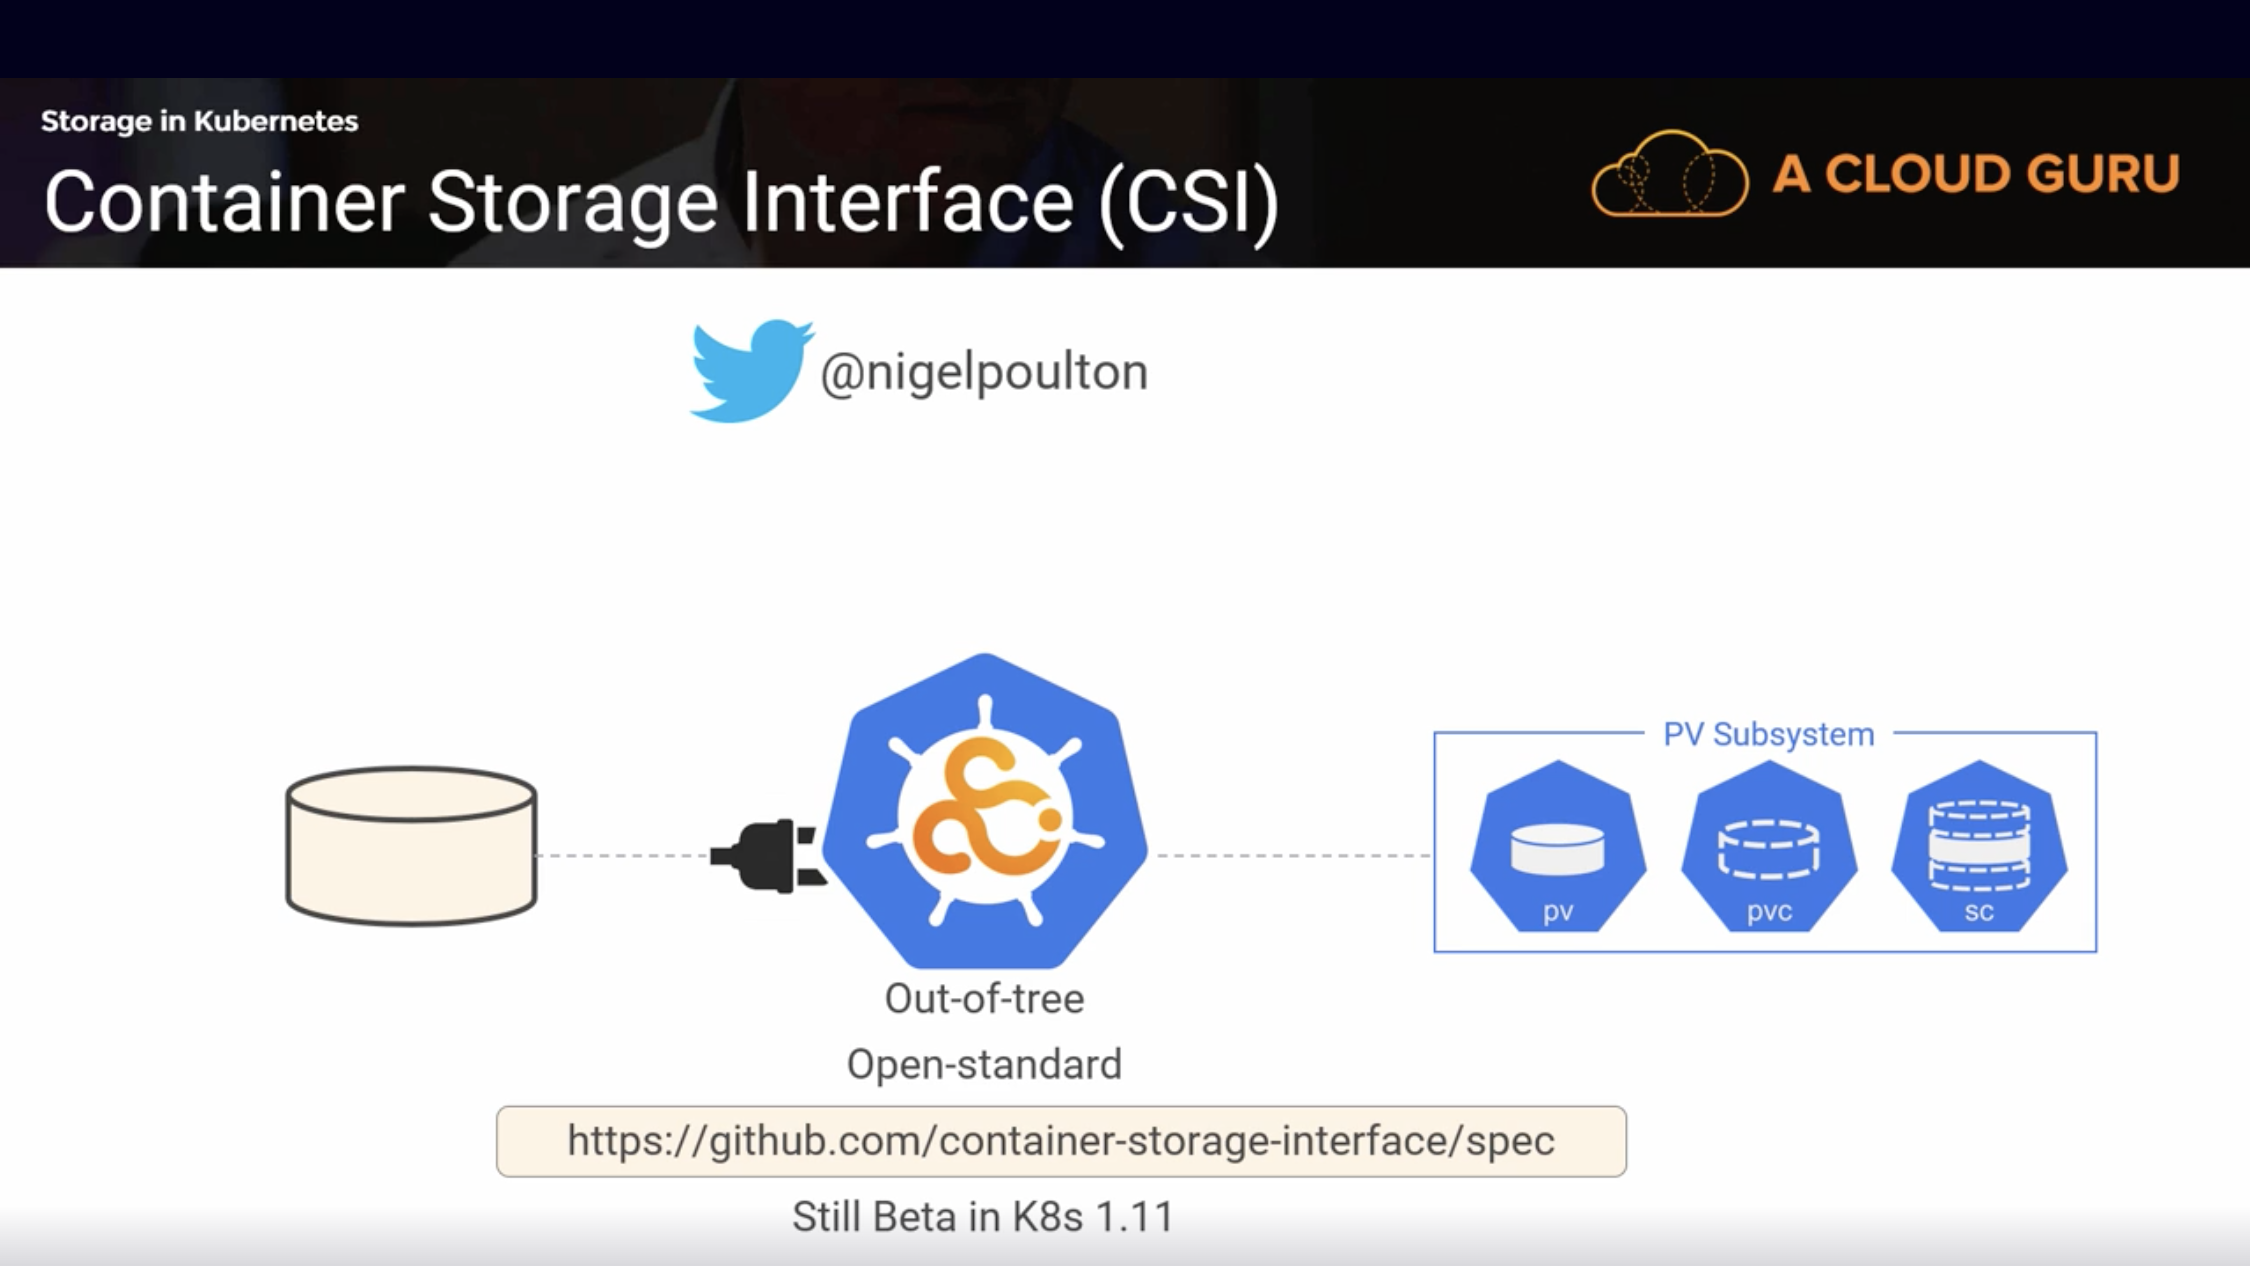 Storage in Kubernetes
Container Storage Interface (CSI)
A CLOUD GURU
@nigelpoulton
PV Subsystem
pv
pvc
sc
Out-of-tree
Open-standard
https://github.com/container-storage-interface/spec
Still Beta in K8s 1.11